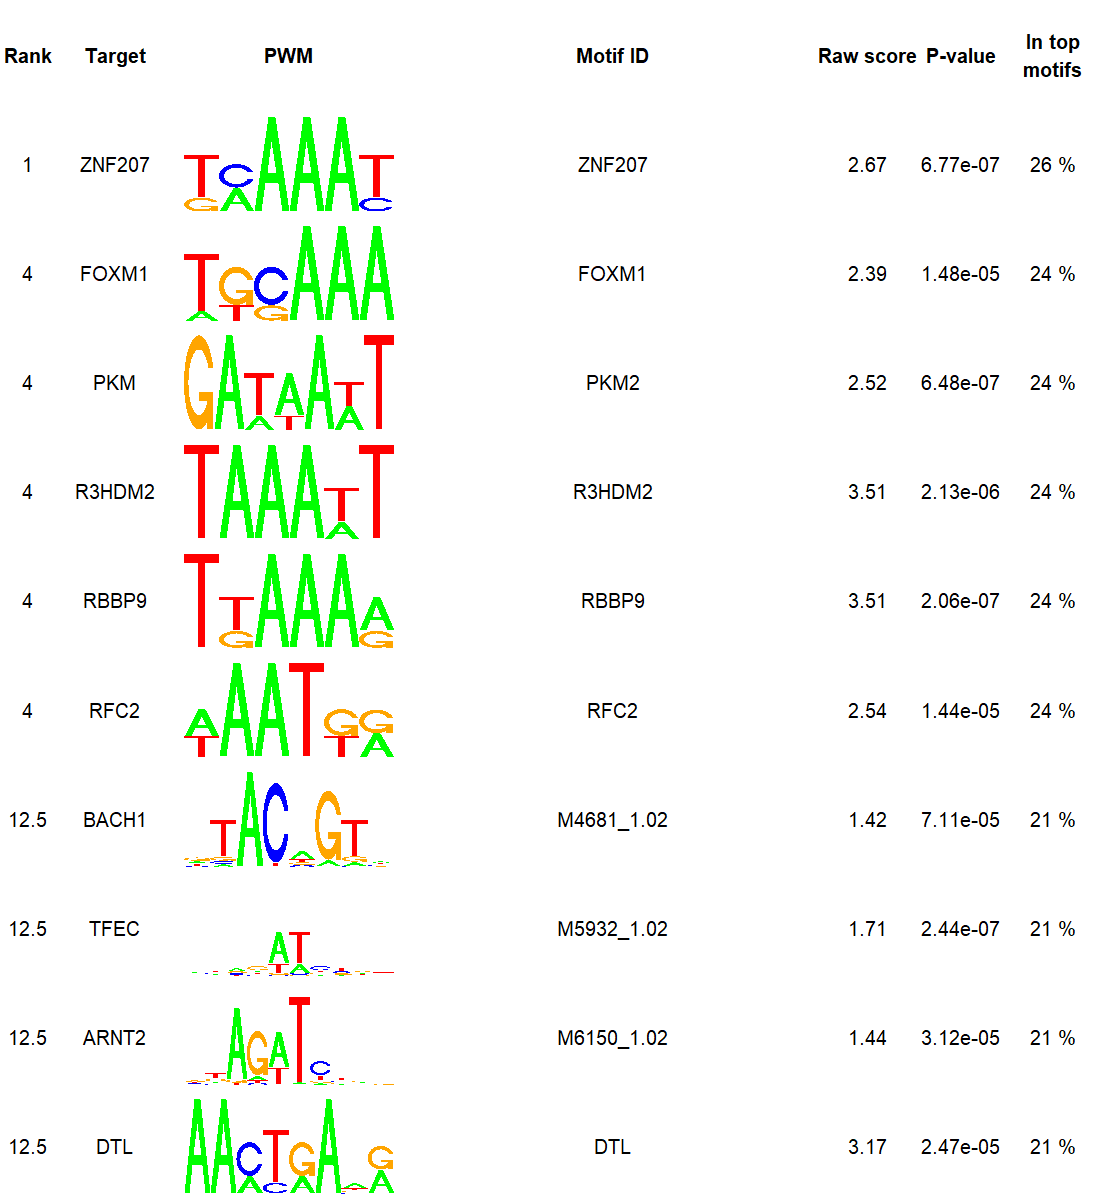 Rank Target PWM Motif ID Raw score P-value In top motifs
1 ZNF207 ZNF207 2.67 6.77e-07 26 %
4 FOXM1 FOXM1 2.39 1.48e-05 24 %
4 PKM PKM2 2.52 6.48e-07 24 %
4 R3HDM2 R3HDM2 3.51 2.13e-06 24 %
4 RBBP9 RBBP9 3.51 2.06e-07 24 %
4 RFC2 RFC2 2.54 1.44e-05 24 %
12.5 BACH1 M4681_1.02 1.42 7.11e-05 21 %
12.5 TFEC M5932_1.02 1.71 2.44e-07 21 %
12.5 ARNT2 M6150_1.02 1.44 3.12e-05 21 %
12.5 DTL DTL 3.17 2.47e-05 21 %